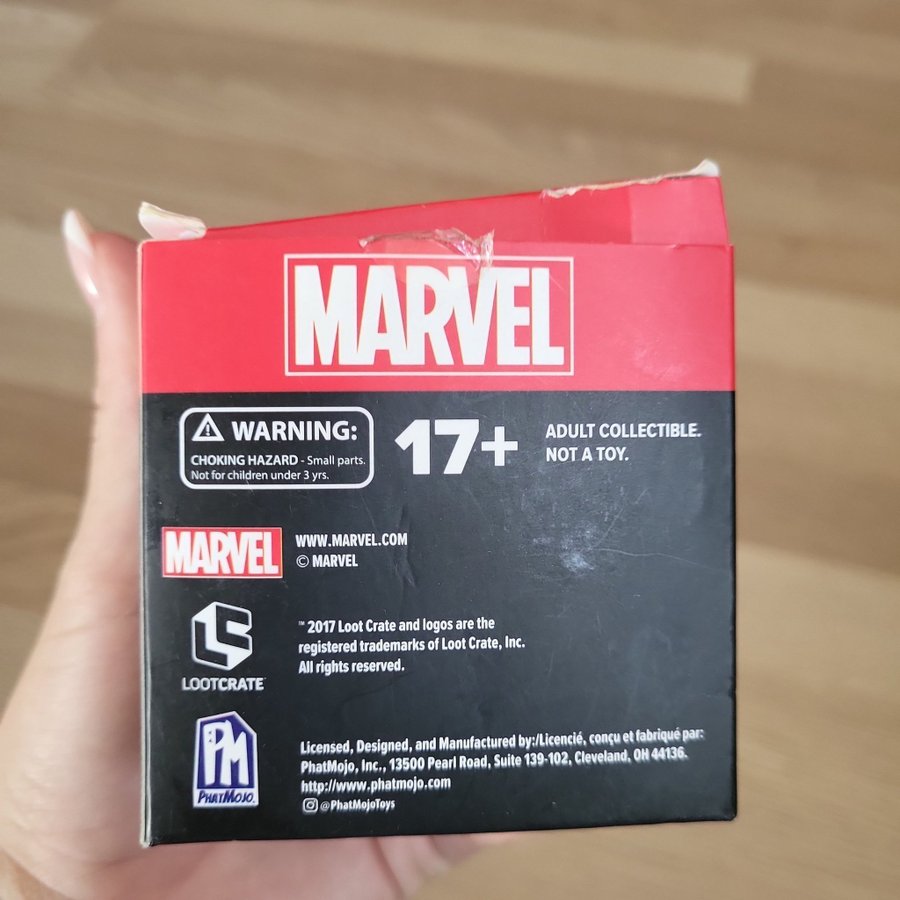 MARVEL
⚠ WARNING:
CHOKING HAZARD - Small parts.
Not for children under 3 yrs.
17+
ADULT COLLECTIBLE.
NOT A TOY.
MARVEL
WWW.MARVEL.COM
© MARVEL
LOOTCRATE
™ 2017 Loot Crate and logos are the
registered trademarks of Loot Crate, Inc.
All rights reserved.
PM
PHATMOJO
Licensed, Designed, and Manufactured by:/Licencié, conçu et fabriqué par:
PhatMojo, Inc., 13500 Pearl Road, Suite 139-102, Cleveland, OH 44136.
http://www.phatmojo.com
@PhatMojoToys